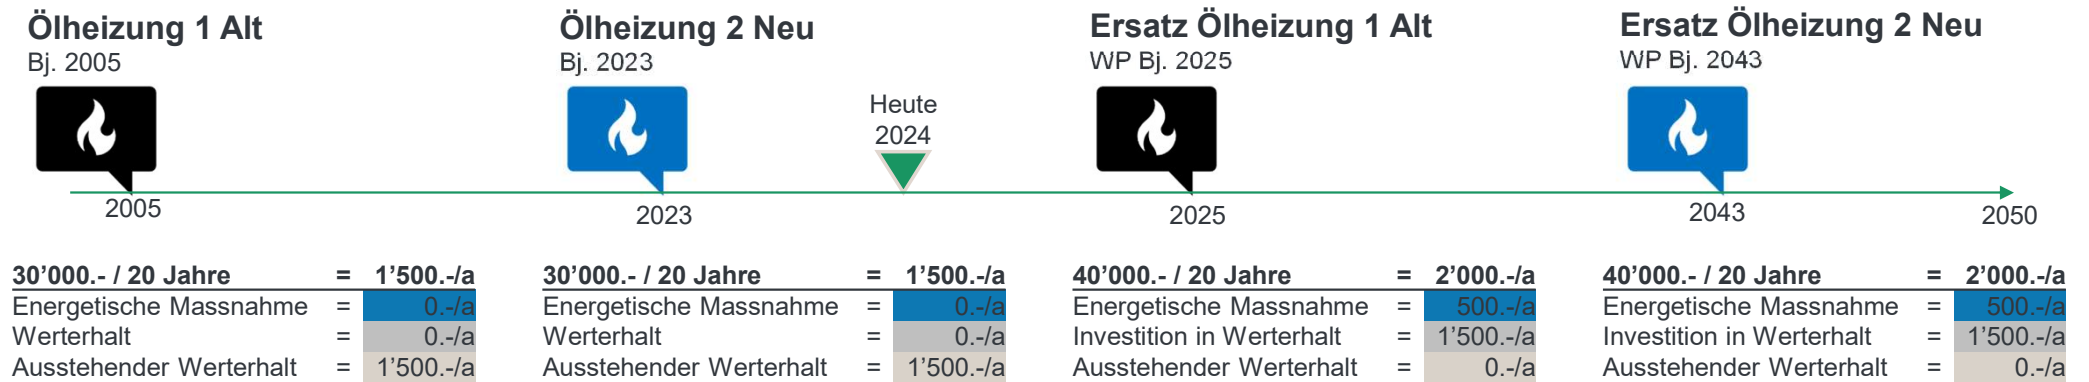 Ölheizung 1 Alt
Bj. 2005
Ölheizung 2 Neu
Bj. 2023
Heute
2024
Ersatz Ölheizung 1 Alt
WP Bj. 2025
Ersatz Ölheizung 2 Neu
WP Bj. 2043
2005
2023
2025
2043
2050
30’000.- / 20 Jahre = 1’500.-/a
Energetische Massnahme = 0.-/a
Werterhalt = 0.-/a
Ausstehender Werterhalt = 1’500.-/a
30’000.- / 20 Jahre = 1’500.-/a
Energetische Massnahme = 0.-/a
Werterhalt = 0.-/a
Ausstehender Werterhalt = 1’500.-/a
40’000.- / 20 Jahre = 2’000.-/a
Energetische Massnahme = 500.-/a
Investition in Werterhalt = 1’500.-/a
Ausstehender Werterhalt = 0.-/a
40’000.- / 20 Jahre = 2’000.-/a
Energetische Massnahme = 500.-/a
Investition in Werterhalt = 1’500.-/a
Ausstehender Werterhalt = 0.-/a